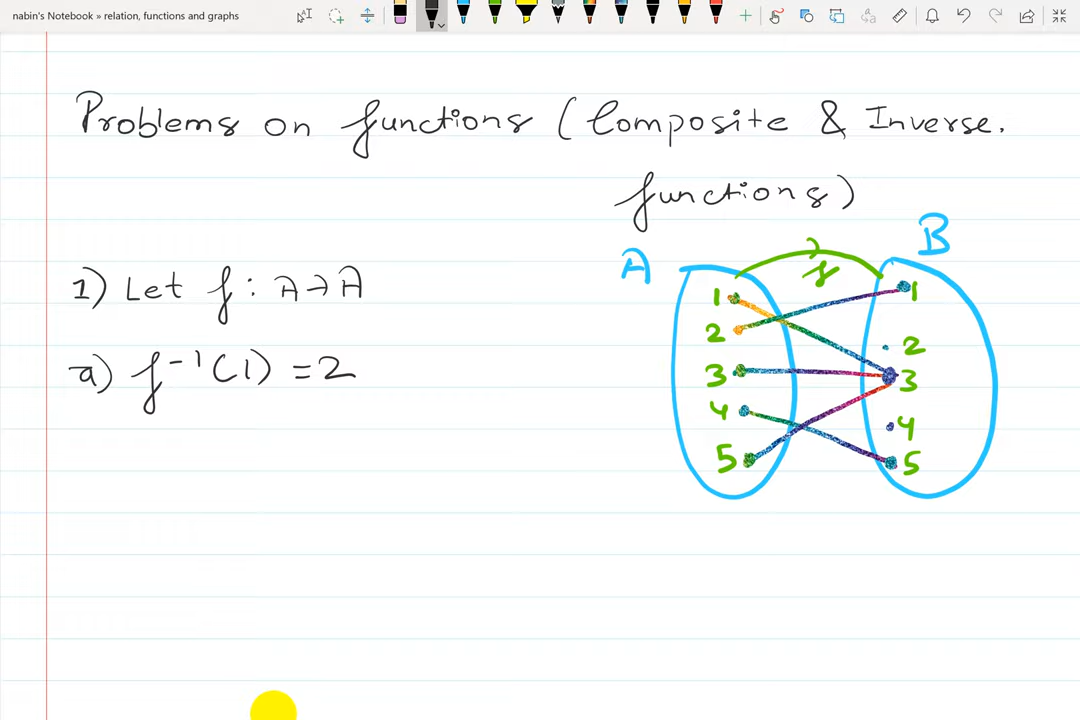 nabin's Notebook » relation, functions and graphs
Problems on functions (Composite & Inverse.
functions)
A f B
1) Let f : A → A
a) f⁻¹(1) = 2
1 1
2 2
3 3
4 4
5 5